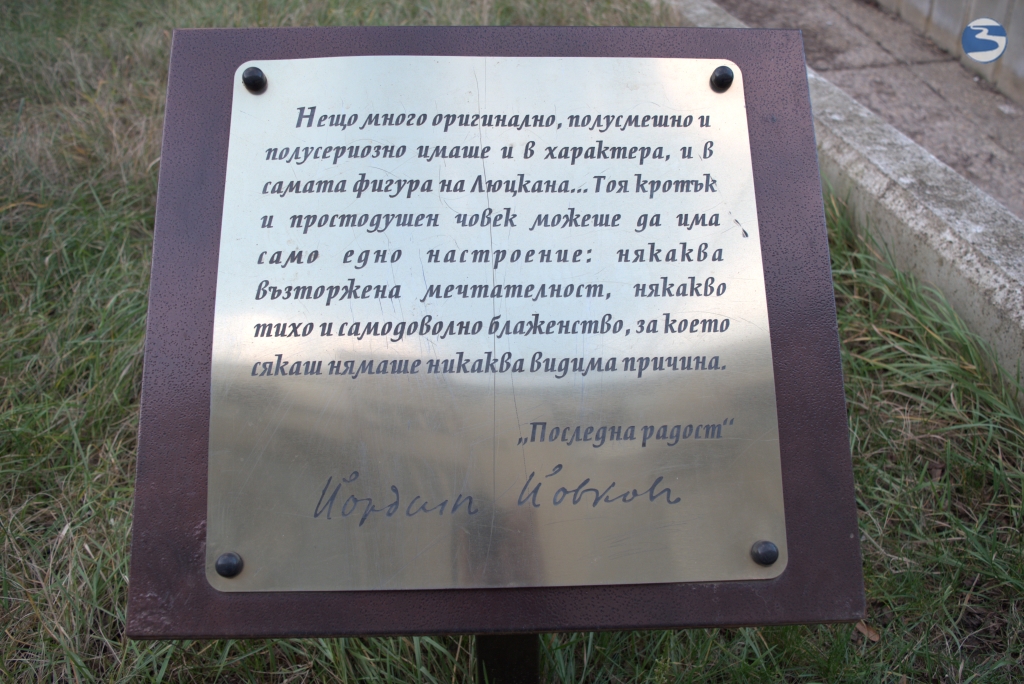 Нещо много оригинално, полусмешно и
полусериозно имаше и в характера, и в
самата фигура на Люцкана... Тоя кротък
и простодушен човек можеше да има
само едно настроение: някаква
възторжена мечтателност, някакво
тихо и самодоволно блаженство, за което
сякаш нямаше никаква видима причина.
„Последна радост“
Йордан Йовков